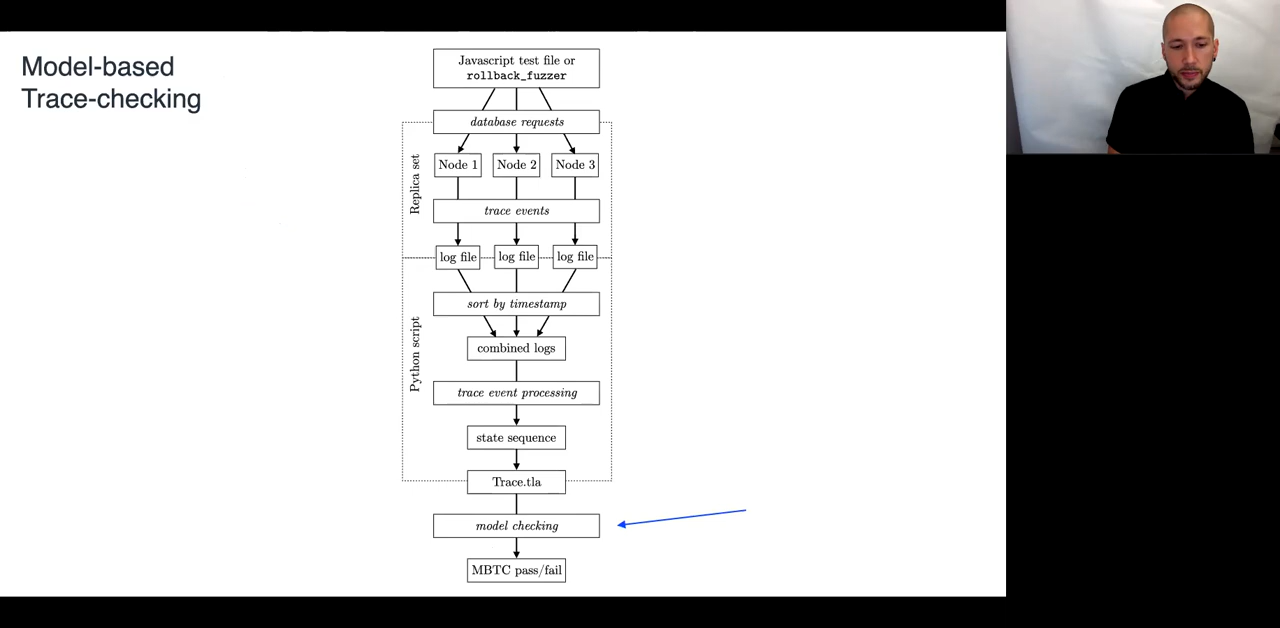 Model-based
Trace-checking
Javascript test file or
rollback_fuzzer
database requests
Replica set
Node 1
Node 2
Node 3
trace events
log file
log file
log file
Python script
sort by timestamp
combined logs
trace event processing
state sequence
Trace.tla
model checking
MBTC pass/fail